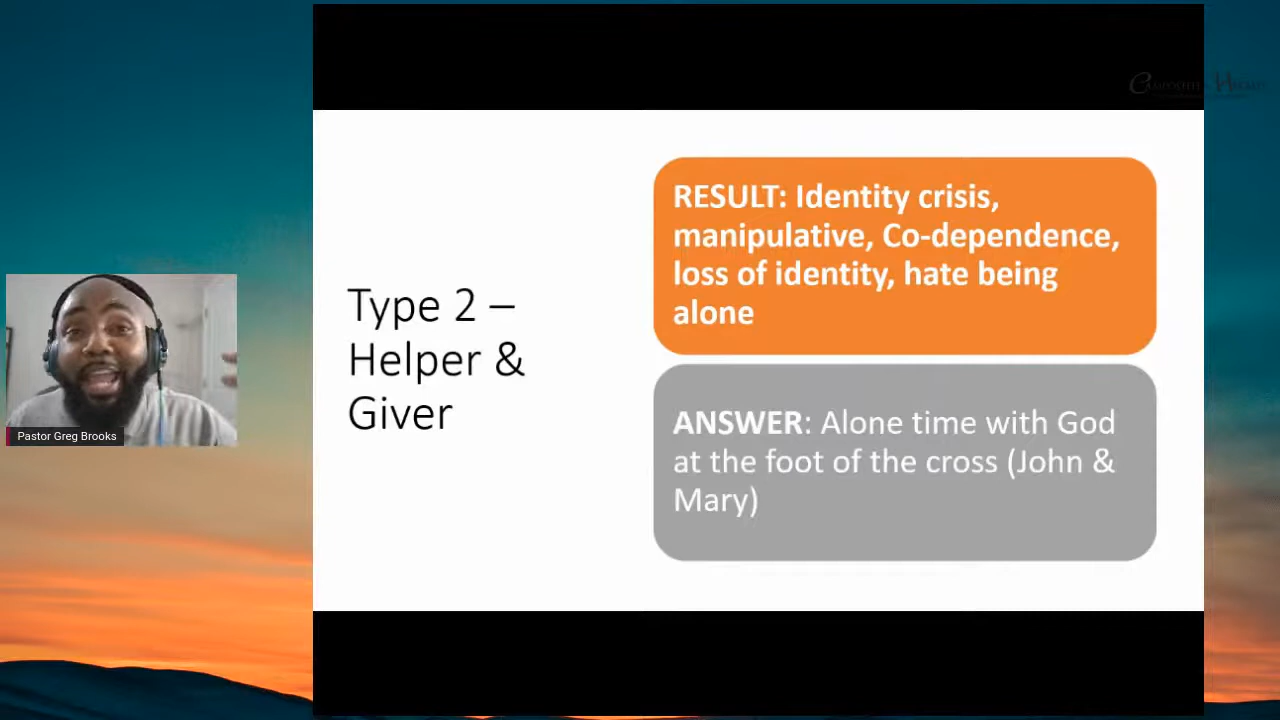 Type 2 –
Helper &
Giver
RESULT: Identity crisis,
manipulative, Co-dependence,
loss of identity, hate being
alone
ANSWER: Alone time with God
at the foot of the cross (John &
Mary)
Pastor Greg Brooks